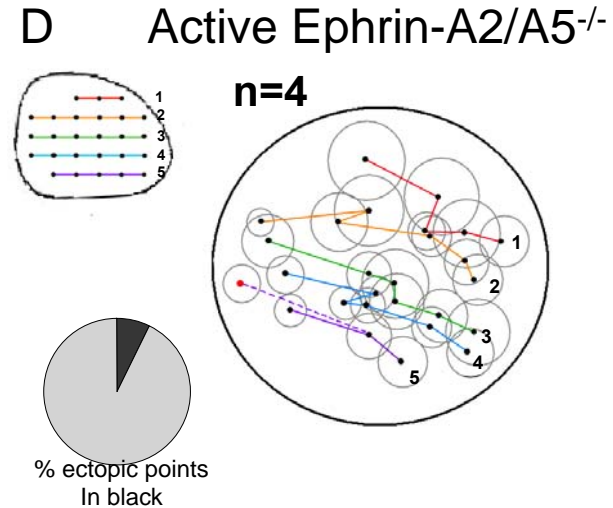 D Active Ephrin-A2/A5-/-
n=4
1
2
3
4
5
1
2
3
4
5
% ectopic points
In black